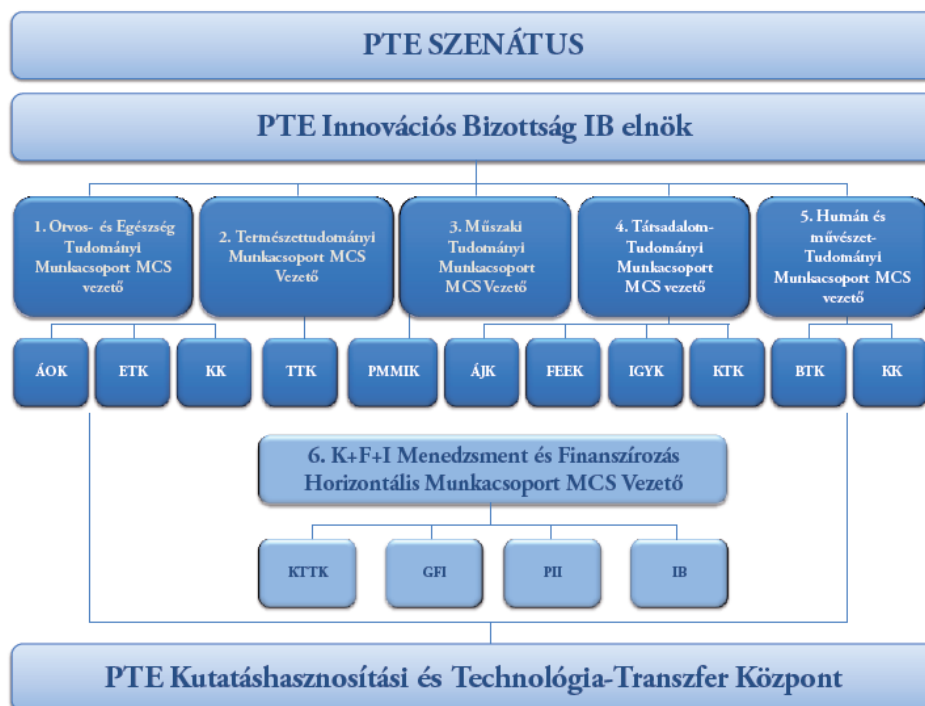 PTE SZENÁTUS
PTE Innovációs Bizottság IB elnök
1. Otvos- és Egészség
Tudományi
Munkacsoport MCS
vezető
2. Természettudományi
Munkacsoport MCS
Vezető
3. Műszaki
Tudományi
Munkacsoport
MCS Vezető
4. Társadalom-
Tudományi
Munkacsoport
MCS vezető
5. Humán és
művészet-
Tudományi
Munkacsoport MCS
vezető
ÁOK
ETK
KK
TTK
PMMIK
ÁJK
FEEK
IGYK
KTK
BTK
KK
6. K+F+I Menedzsment és Finanszírozás
Horizontális Munkacsoport MCS Vezető
KTTK
GFI
PII
IB
PTE Kutatáshasznosítási és Technológia-Transzfer Központ